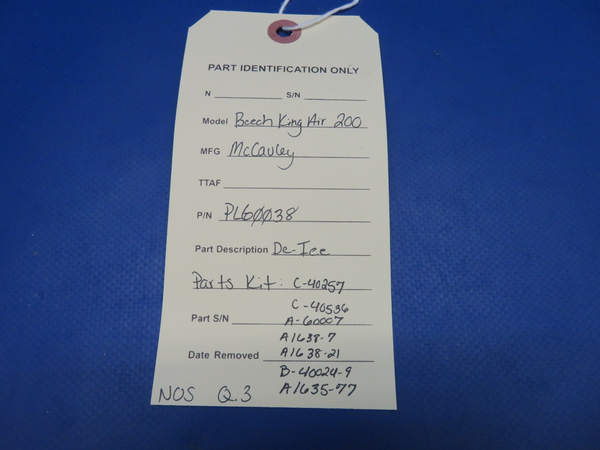 PART IDENTIFICATION ONLY
N S/N
Model Beech King Air 200
MFG McCauley
TTAF
P/N PL60038
Part Description De-Ice
Parts Kit: C-40257
C-40536
Part S/N A-60007
A1638-7
Date Removed A1638-21
B-40024-9
NOS Q.3 A1635-77